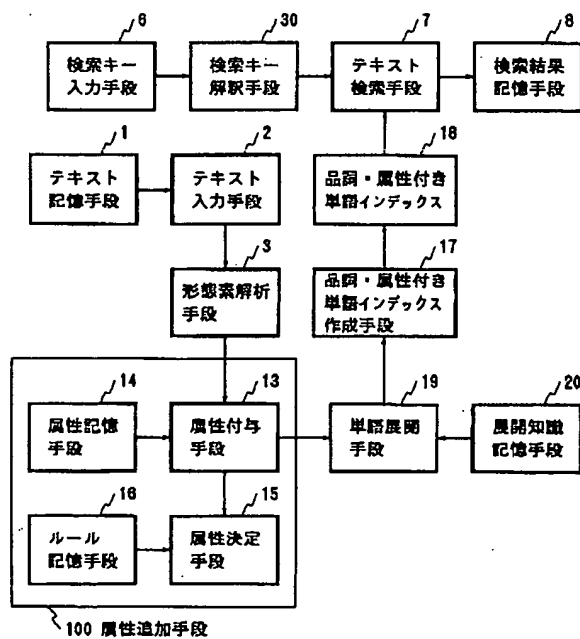 6
検索キー
入力手段
30
検索キー
解釈手段
7
テキスト
検索手段
8
検索結果
記憶手段
1
テキスト
記憶手段
2
テキスト
入力手段
18
品詞・属性付き
単語インデックス
3
形態素解析
手段
17
品詞・属性付き
単語インデックス
作成手段
14
属性記憶
手段
13
属性付与
手段
19
単語展開
手段
20
展開知識
記憶手段
16
ルール
記憶手段
15
属性決定
手段
100 属性追加手段